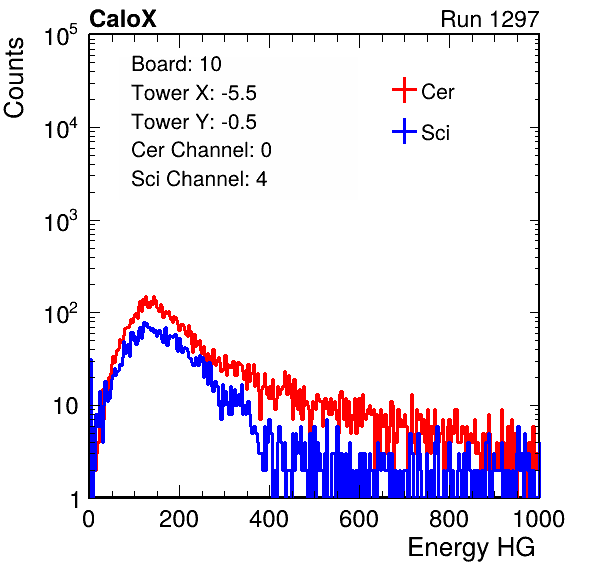 CaloX Run 1297
Counts
Board: 10
Tower X: -5.5
Tower Y: -0.5
Cer Channel: 0
Sci Channel: 4
Cer
Sci
10^5
10^4
10^3
10^2
10
1
0 200 400 600 800 1000
Energy HG